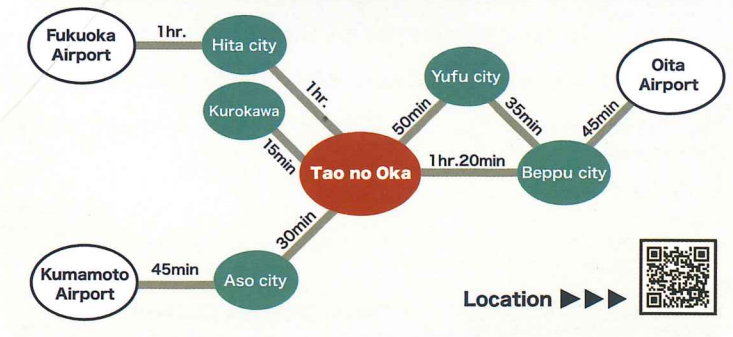 Fukuoka
Airport
1hr.
Hita city
1hr.
Kurokawa
15min
Tao no Oka
50min
Yufu city
35min
1hr.20min
Beppu city
45min
Oita
Airport
30min
Aso city
45min
Kumamoto
Airport
Location ▶▶▶